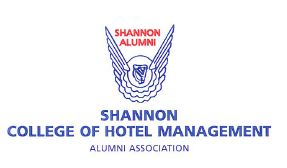 SHANNON
ALUMNI
SHANNON
COLLEGE OF HOTEL MANAGEMENT
ALUMNI ASSOCIATION